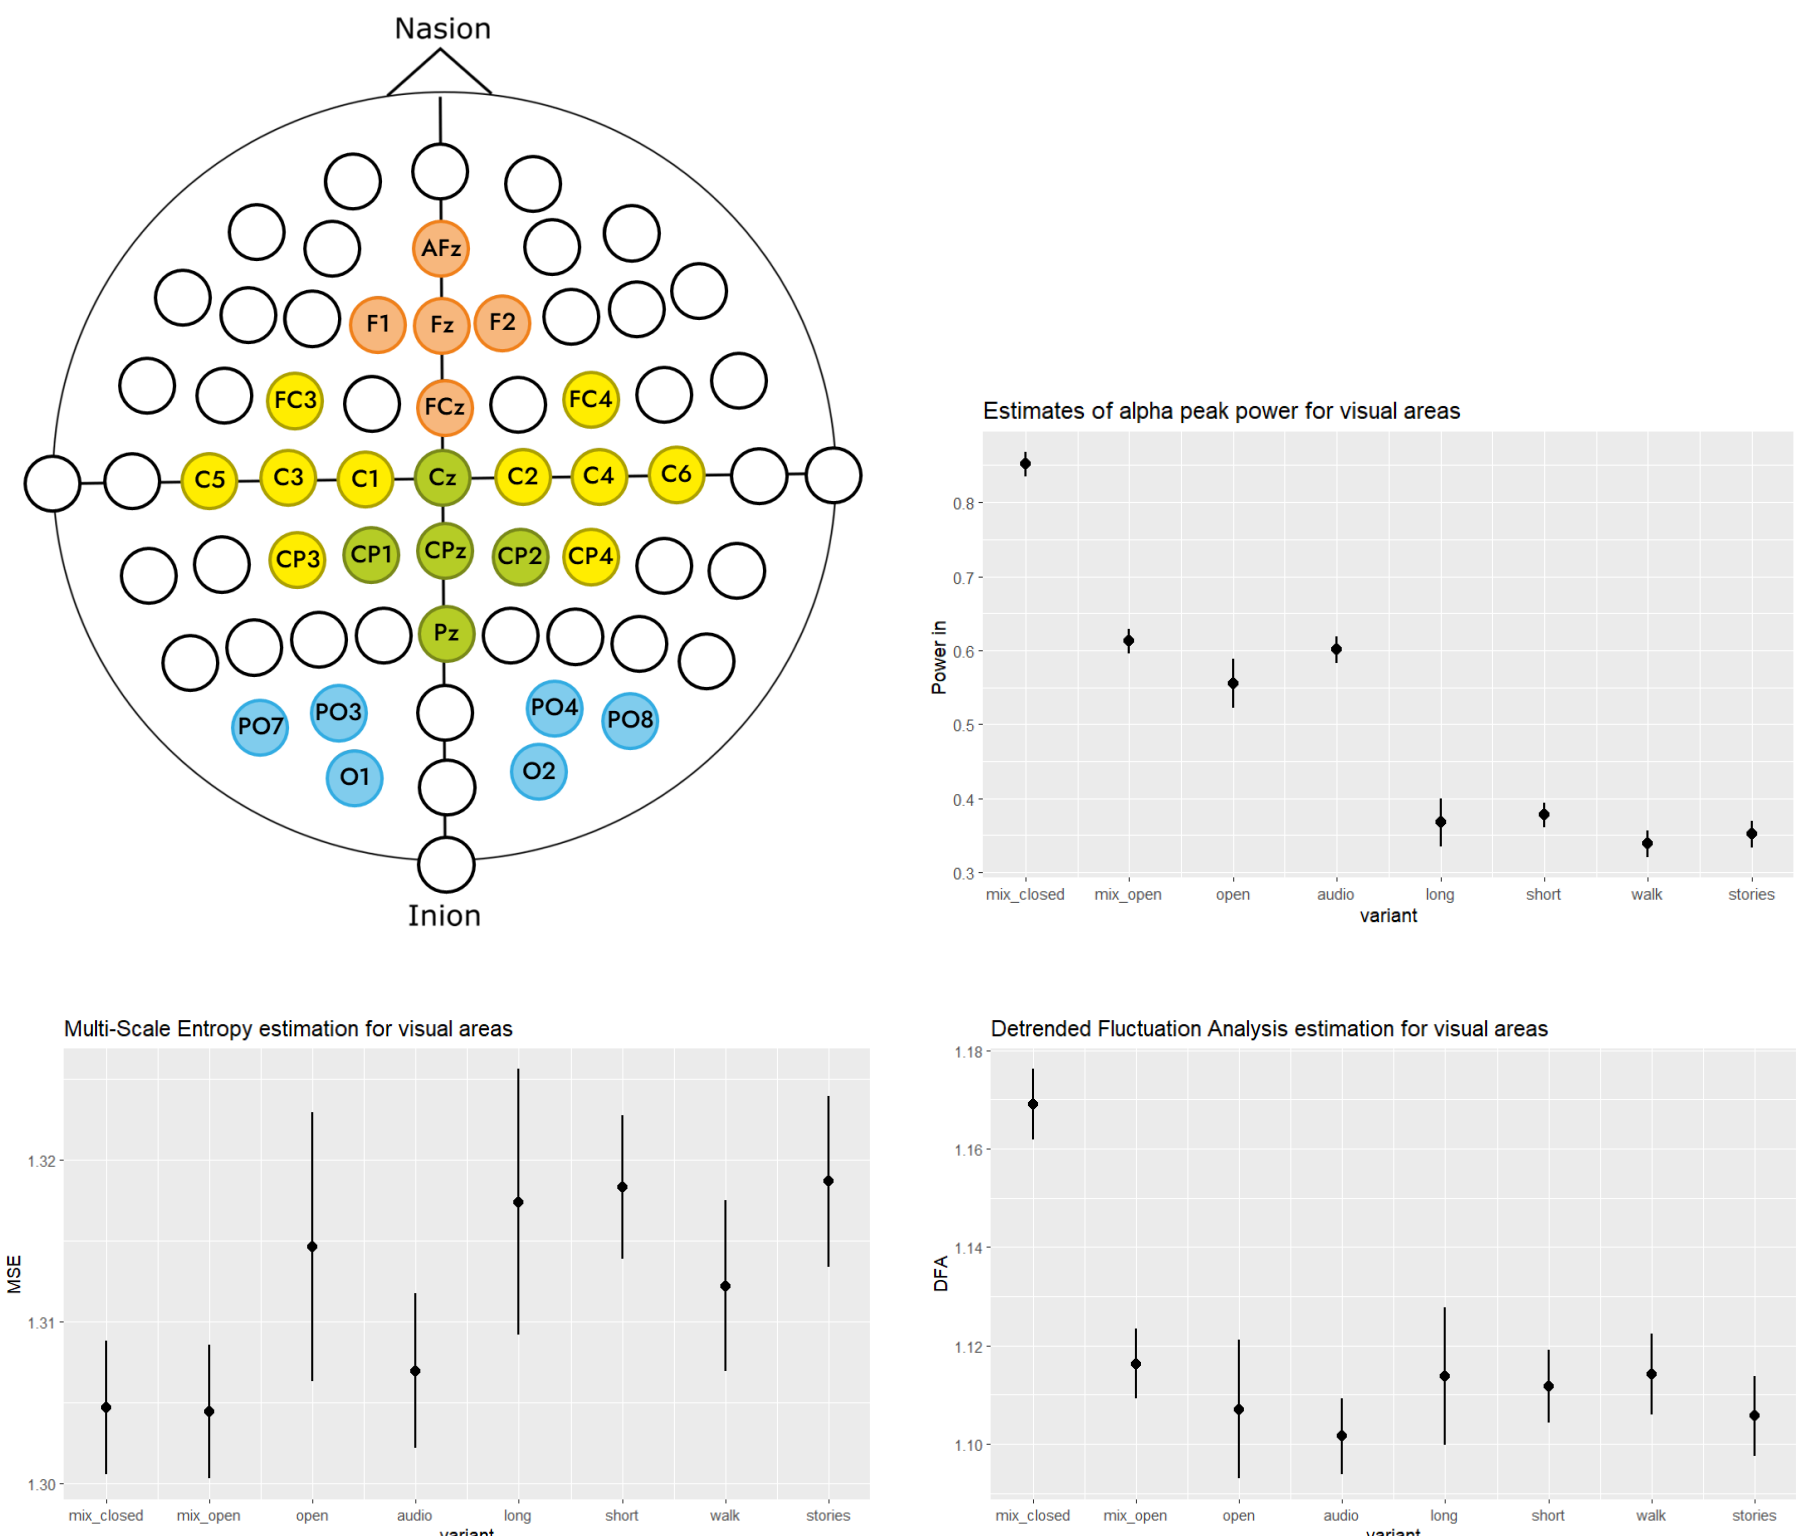 Nasion
AFz
F1 Fz F2
FC3 FCz FC4
C5 C3 C1 Cz C2 C4 C6
CP3 CP1 CPz CP2 CP4
Pz
PO7 PO3 PO4 PO8
O1 O2
Inion
Estimates of alpha peak power for visual areas
Power in
0.8
0.7
0.6
0.5
0.4
0.3
mix_closed mix_open open audio long short walk stories
variant
Multi-Scale Entropy estimation for visual areas
MSE
1.32
1.31
1.30
mix_closed mix_open open audio long short walk stories
variant
Detrended Fluctuation Analysis estimation for visual areas
DFA
1.18
1.16
1.14
1.12
1.10
mix_closed mix_open open audio long short walk stories
variant